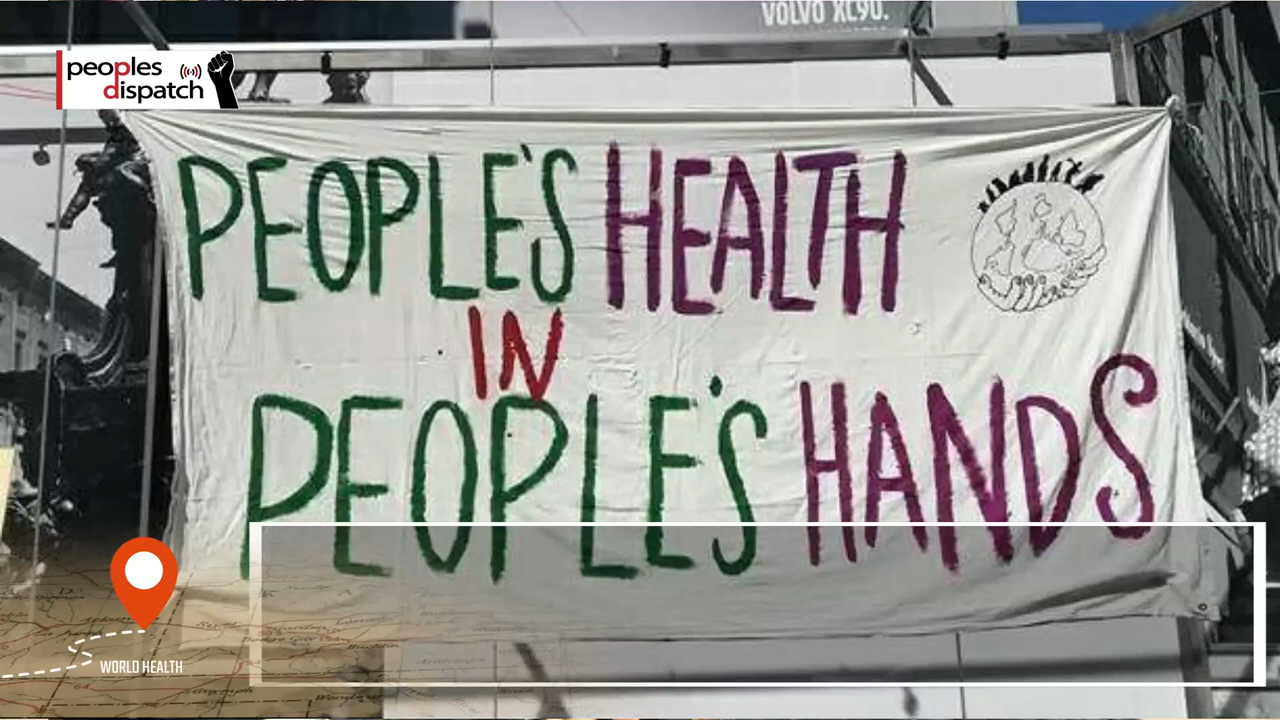 VOLVO XC90.
peoples
dispatch
PEOPLE'S HEALTH
IN
PEOPLE'S HANDS
WORLD HEALTH